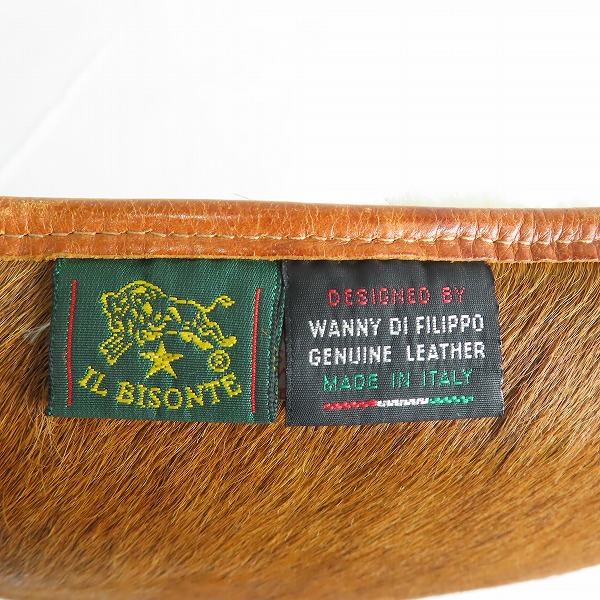 IL BISONTE
®
DESIGNED BY
WANNY DI FILIPPO
GENUINE LEATHER
MADE IN ITALY